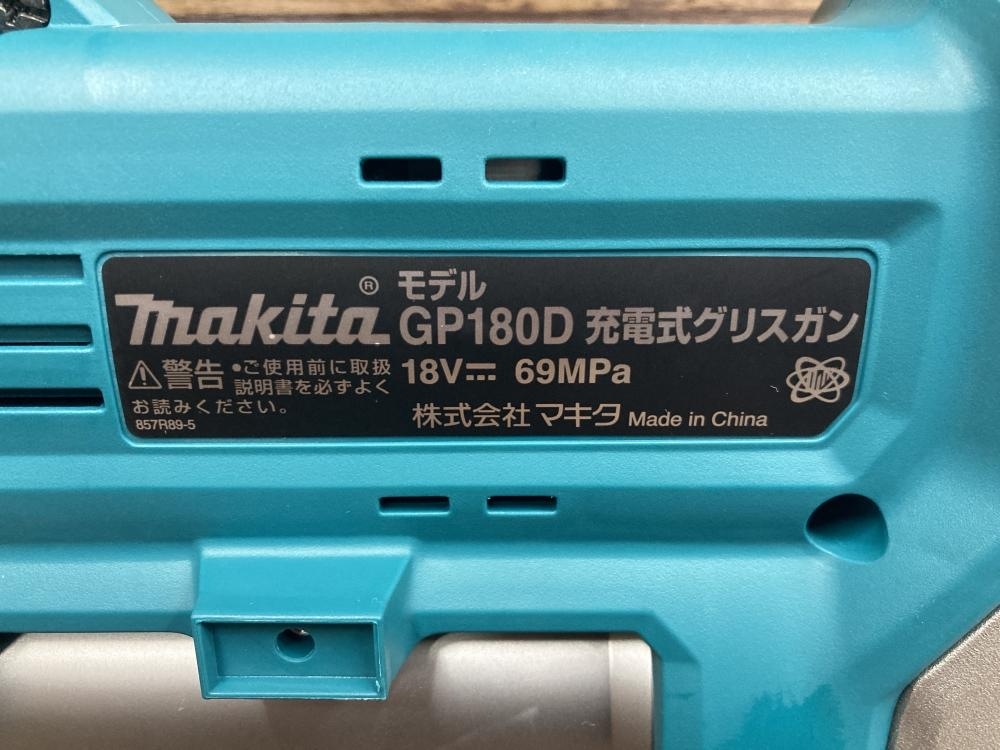 makita®
モデル
GP180D 充電式グリスガン
18V⎓ 69MPa
⚠警告 •ご使用前に取扱
説明書を必ずよく
お読みください。
857R89-5
株式会社 マキタ Made in China